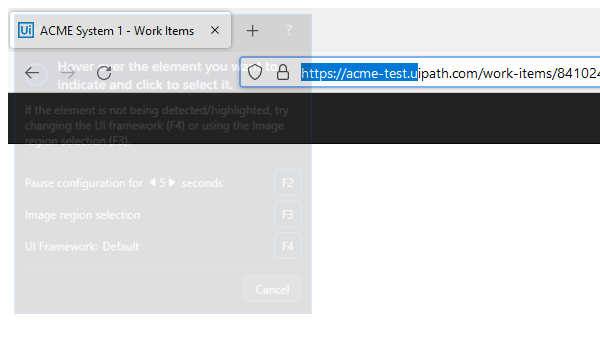 Ui ACME System 1 - Work Items × + ?
Hover over the element you want to
https://acme-test.uipath.com/work-items/841024
indicate and click to select it.
If the element is not being detected/highlighted, try
changing the UI framework (F4) or using the Image
region selection (F3).
Pause configuration for 5 seconds F2
Image region selection F3
UI Framework: Default F4
Cancel